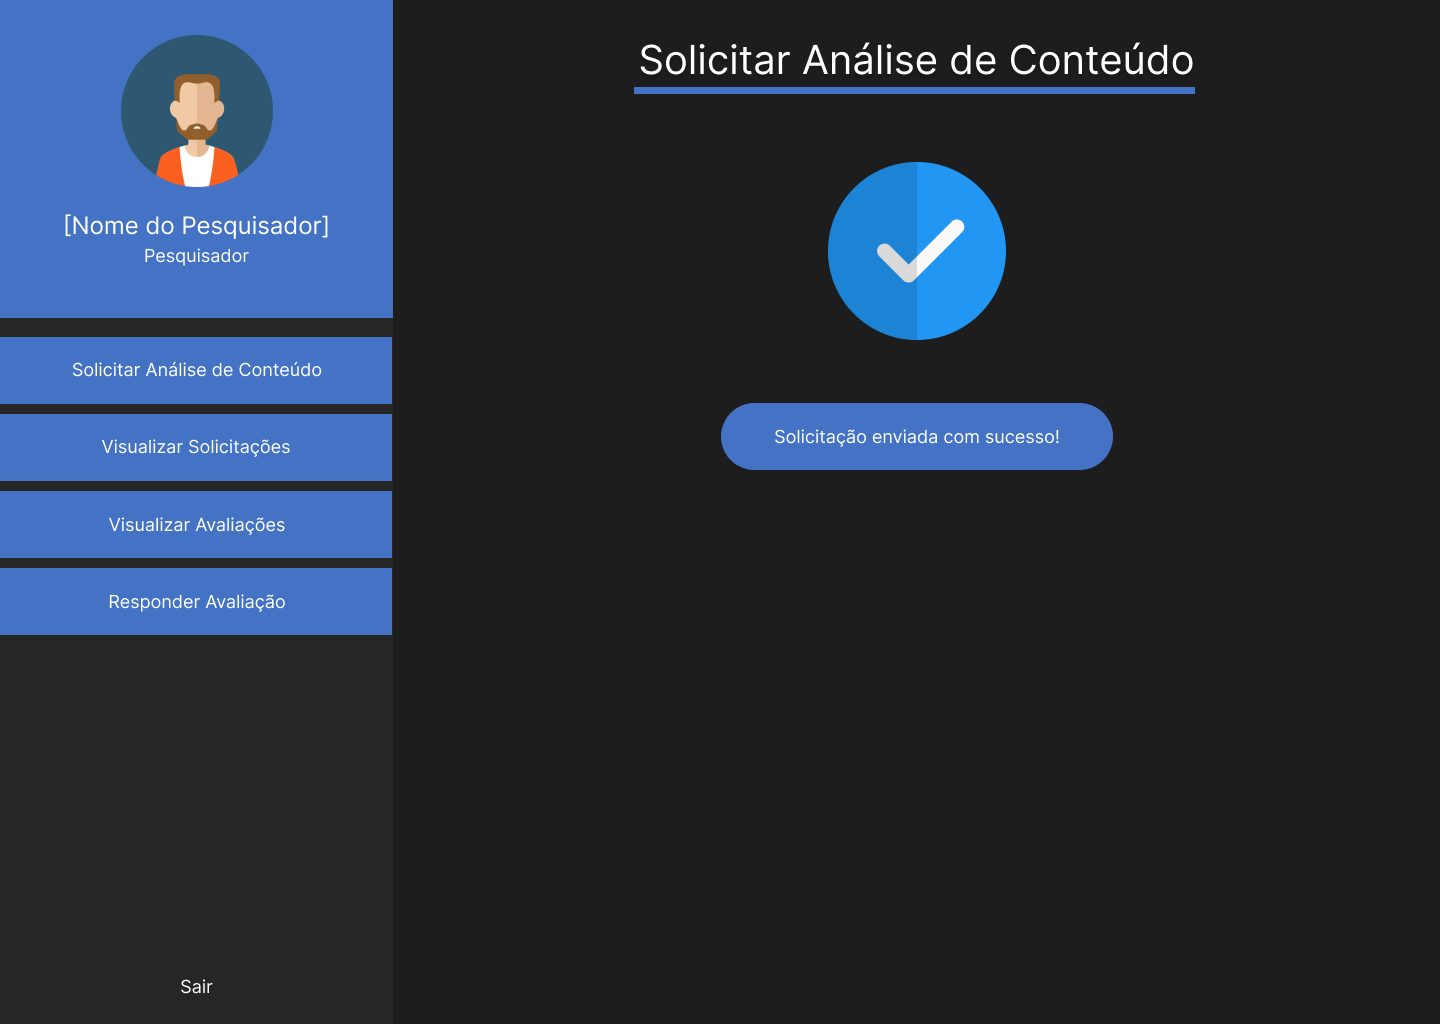 [Nome do Pesquisador]
Pesquisador
Solicitar Análise de Conteúdo
Visualizar Solicitações
Visualizar Avaliações
Responder Avaliação
Sair
Solicitar Análise de Conteúdo
Solicitação enviada com sucesso!